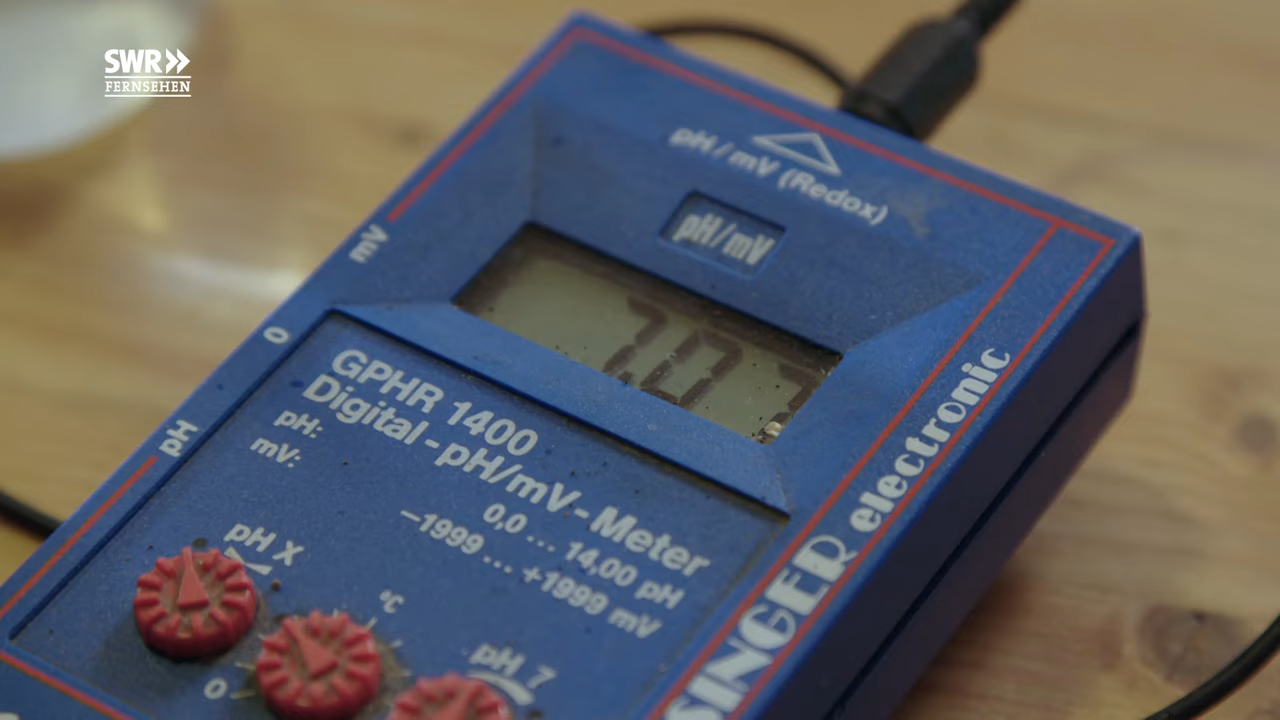 SWR
FERNSEHEN
pH / mV (Redox)
pH/mV
mV
0
pH
7.0
GPHR 1400
Digital-pH/mV-Meter
pH: 0,0 ... 14,00 pH
mV: –1999 ... +1999 mV
pH X
°C
0
pH 7
SINGER electronic